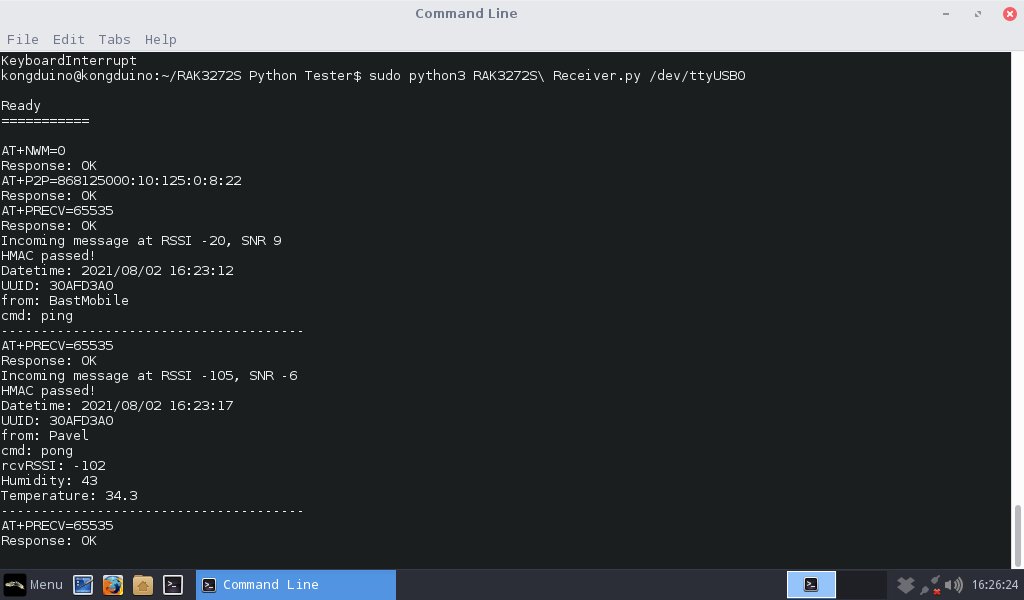 Command Line
File Edit Tabs Help
KeyboardInterrupt
kongduino@kongduino:~/RAK3272S Python Tester$ sudo python3 RAK3272S\ Receiver.py /dev/ttyUSB0
Ready
===========
AT+NWM=0
Response: OK
AT+P2P=868125000:10:125:0:8:22
Response: OK
AT+PRECV=65535
Response: OK
Incoming message at RSSI -20, SNR 9
HMAC passed!
Datetime: 2021/08/02 16:23:12
UUID: 30AFD3A0
from: BastMobile
cmd: ping
--------------------------------------
AT+PRECV=65535
Response: OK
Incoming message at RSSI -105, SNR -6
HMAC passed!
Datetime: 2021/08/02 16:23:17
UUID: 30AFD3A0
from: Pavel
cmd: pong
rcvRSSI: -102
Humidity: 43
Temperature: 34.3
--------------------------------------
AT+PRECV=65535
Response: OK
Menu Command Line 16:26:24